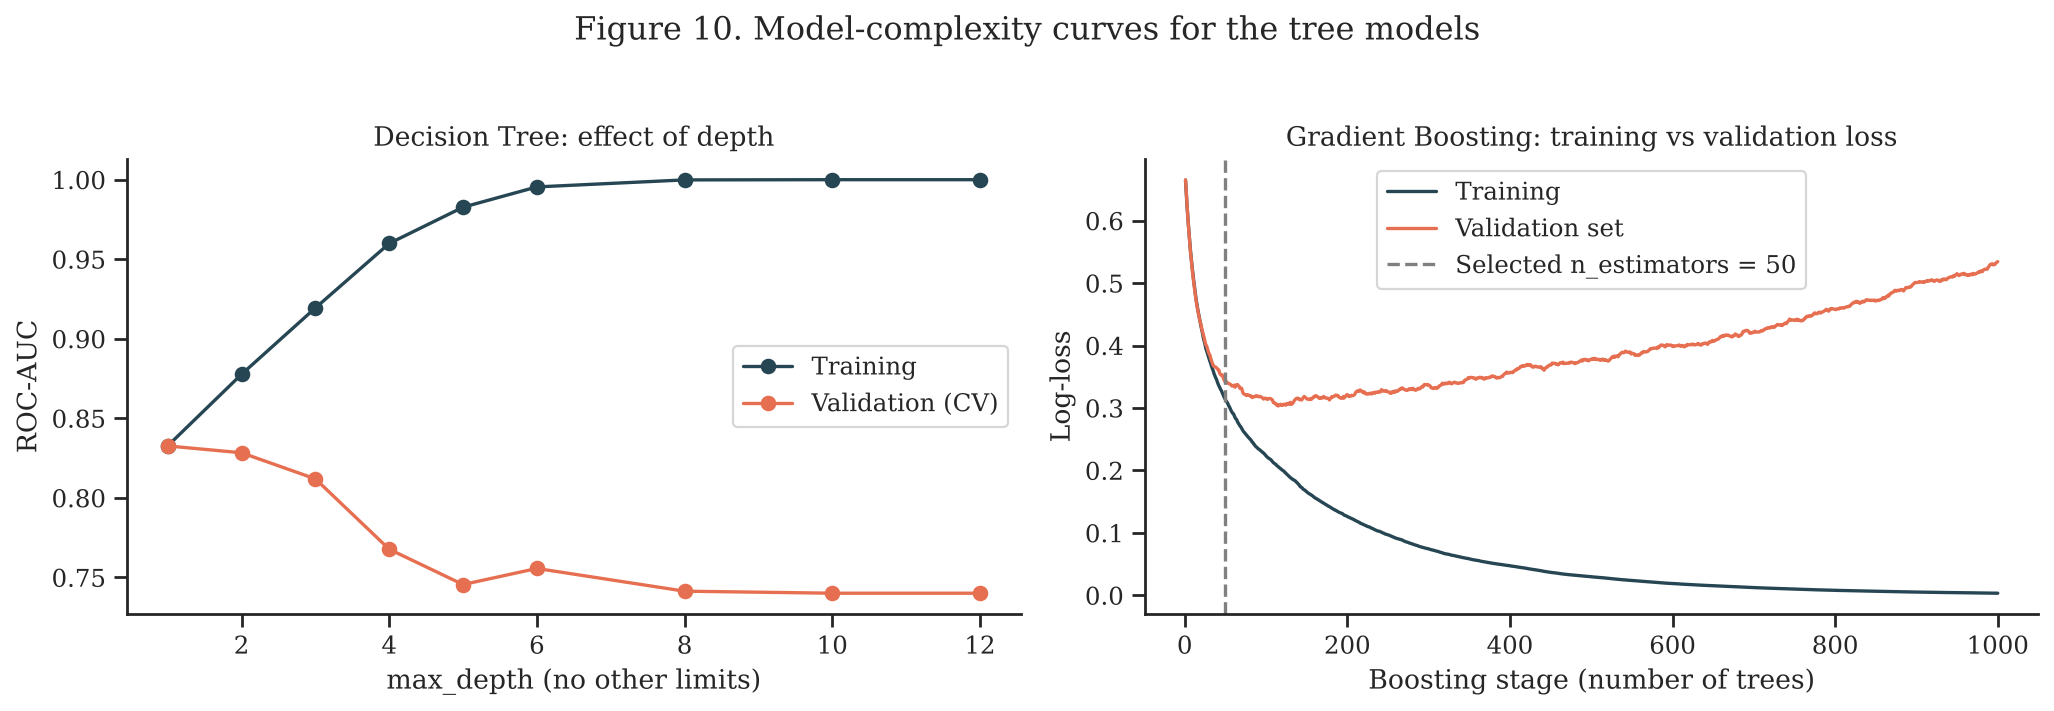 Figure 10. Model-complexity curves for the tree models
Decision Tree: effect of depth
ROC-AUC
1.00
0.95
0.90
0.85
0.80
0.75
Training
Validation (CV)
2 4 6 8 10 12
max_depth (no other limits)
Gradient Boosting: training vs validation loss
Log-loss
0.6
0.5
0.4
0.3
0.2
0.1
0.0
Training
Validation set
Selected n_estimators = 50
0 200 400 600 800 1000
Boosting stage (number of trees)